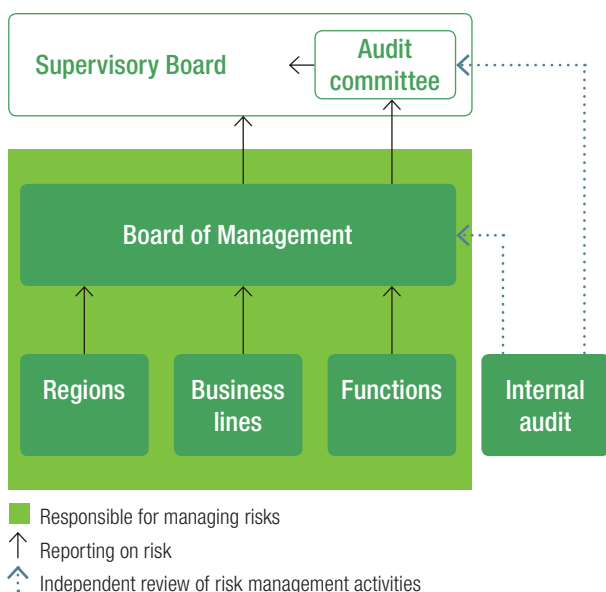 Supervisory Board
Audit
committee
Board of Management
Regions
Business
lines
Functions
Internal
audit
Responsible for managing risks
Reporting on risk
Independent review of risk management activities